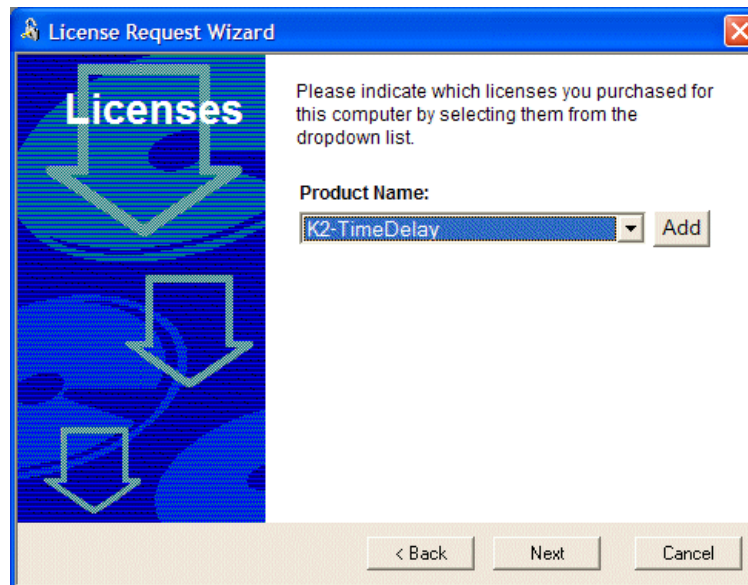 License Request Wizard
Licenses
Please indicate which licenses you purchased for
this computer by selecting them from the
dropdown list.
Product Name:
K2-TimeDelay
Add
< Back
Next
Cancel